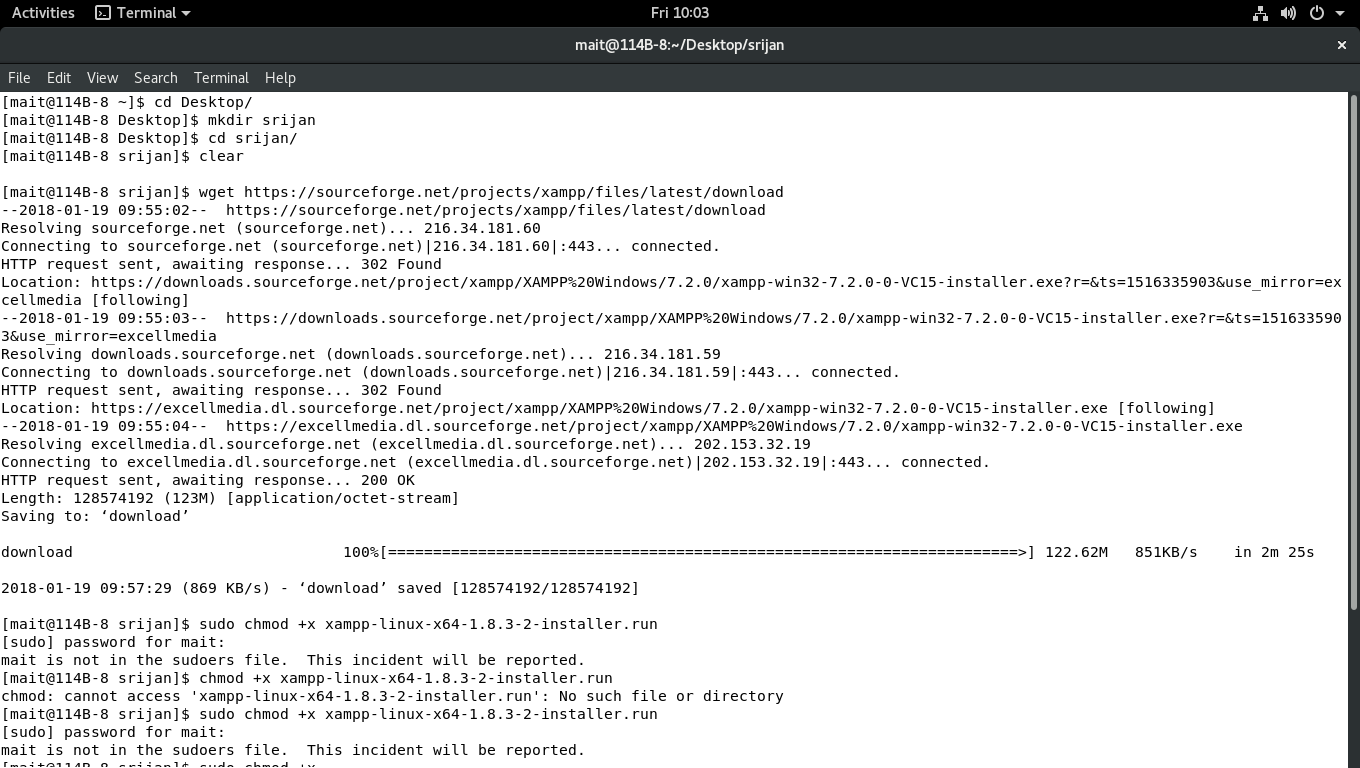 Activities Terminal Fri 10:03
mait@114B-8:~/Desktop/srijan
File Edit View Search Terminal Help
[mait@114B-8 ~]$ cd Desktop/
[mait@114B-8 Desktop]$ mkdir srijan
[mait@114B-8 Desktop]$ cd srijan/
[mait@114B-8 srijan]$ clear
[mait@114B-8 srijan]$ wget https://sourceforge.net/projects/xampp/files/latest/download
--2018-01-19 09:55:02--  https://sourceforge.net/projects/xampp/files/latest/download
Resolving sourceforge.net (sourceforge.net)... 216.34.181.60
Connecting to sourceforge.net (sourceforge.net)|216.34.181.60|:443... connected.
HTTP request sent, awaiting response... 302 Found
Location: https://downloads.sourceforge.net/project/xampp/XAMPP%20Windows/7.2.0/xampp-win32-7.2.0-0-VC15-installer.exe?r=&ts=1516335903&use_mirror=ex
cellmedia [following]
--2018-01-19 09:55:03--  https://downloads.sourceforge.net/project/xampp/XAMPP%20Windows/7.2.0/xampp-win32-7.2.0-0-VC15-installer.exe?r=&ts=151633590
3&use_mirror=excellmedia
Resolving downloads.sourceforge.net (downloads.sourceforge.net)... 216.34.181.59
Connecting to downloads.sourceforge.net (downloads.sourceforge.net)|216.34.181.59|:443... connected.
HTTP request sent, awaiting response... 302 Found
Location: https://excellmedia.dl.sourceforge.net/project/xampp/XAMPP%20Windows/7.2.0/xampp-win32-7.2.0-0-VC15-installer.exe [following]
--2018-01-19 09:55:04--  https://excellmedia.dl.sourceforge.net/project/xampp/XAMPP%20Windows/7.2.0/xampp-win32-7.2.0-0-VC15-installer.exe
Resolving excellmedia.dl.sourceforge.net (excellmedia.dl.sourceforge.net)... 202.153.32.19
Connecting to excellmedia.dl.sourceforge.net (excellmedia.dl.sourceforge.net)|202.153.32.19|:443... connected.
HTTP request sent, awaiting response... 200 OK
Length: 128574192 (123M) [application/octet-stream]
Saving to: ‘download’
download 100%[======================================================================>] 122.62M 851KB/s in 2m 25s
2018-01-19 09:57:29 (869 KB/s) - ‘download’ saved [128574192/128574192]
[mait@114B-8 srijan]$ sudo chmod +x xampp-linux-x64-1.8.3-2-installer.run
[sudo] password for mait:
mait is not in the sudoers file.  This incident will be reported.
[mait@114B-8 srijan]$ chmod +x xampp-linux-x64-1.8.3-2-installer.run
chmod: cannot access 'xampp-linux-x64-1.8.3-2-installer.run': No such file or directory
[mait@114B-8 srijan]$ sudo chmod +x xampp-linux-x64-1.8.3-2-installer.run
[sudo] password for mait:
mait is not in the sudoers file.  This incident will be reported.
[mait@114B-8 srijan]$ sudo chmod +x